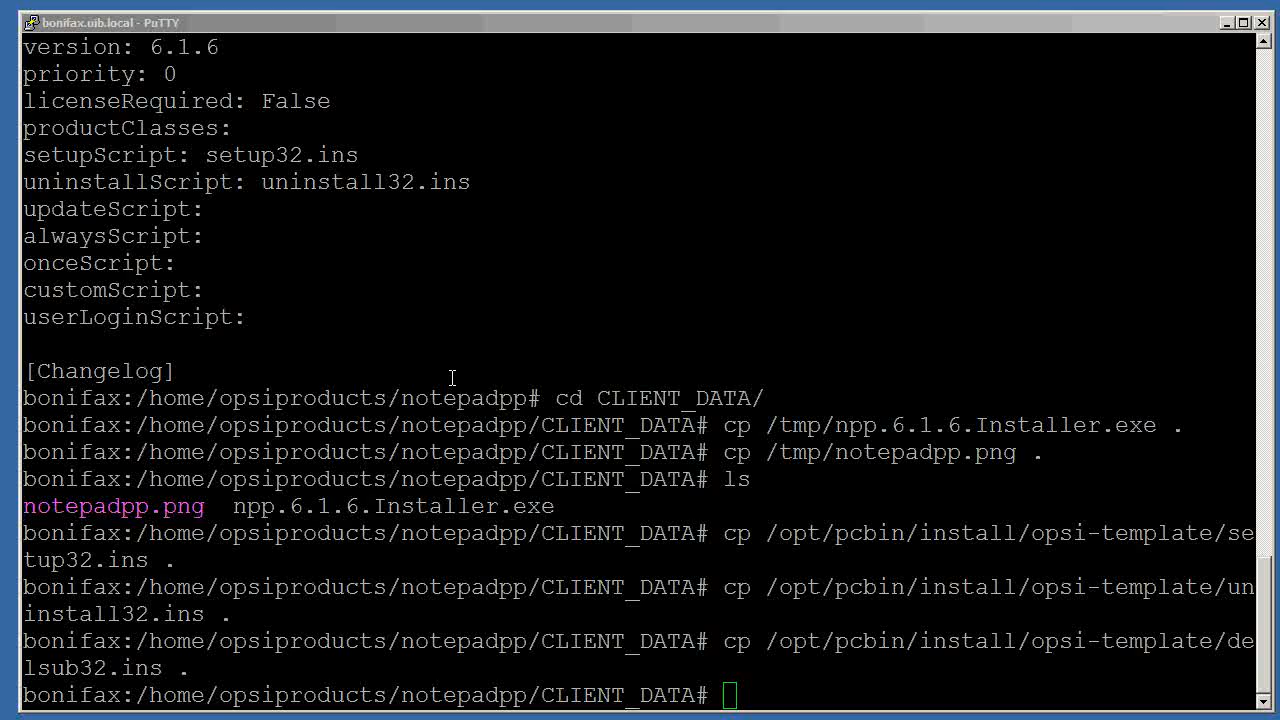 bonifax.uib.local - PuTTY
version: 6.1.6
priority: 0
licenseRequired: False
productClasses:
setupScript: setup32.ins
uninstallScript: uninstall32.ins
updateScript:
alwaysScript:
onceScript:
customScript:
userLoginScript:
[Changelog]
bonifax:/home/opsiproducts/notepadpp# cd CLIENT_DATA/
bonifax:/home/opsiproducts/notepadpp/CLIENT_DATA# cp /tmp/npp.6.1.6.Installer.exe .
bonifax:/home/opsiproducts/notepadpp/CLIENT_DATA# cp /tmp/notepadpp.png .
bonifax:/home/opsiproducts/notepadpp/CLIENT_DATA# ls
notepadpp.png  npp.6.1.6.Installer.exe
bonifax:/home/opsiproducts/notepadpp/CLIENT_DATA# cp /opt/pcbin/install/opsi-template/se
tup32.ins .
bonifax:/home/opsiproducts/notepadpp/CLIENT_DATA# cp /opt/pcbin/install/opsi-template/un
install32.ins .
bonifax:/home/opsiproducts/notepadpp/CLIENT_DATA# cp /opt/pcbin/install/opsi-template/de
lsub32.ins .
bonifax:/home/opsiproducts/notepadpp/CLIENT_DATA#